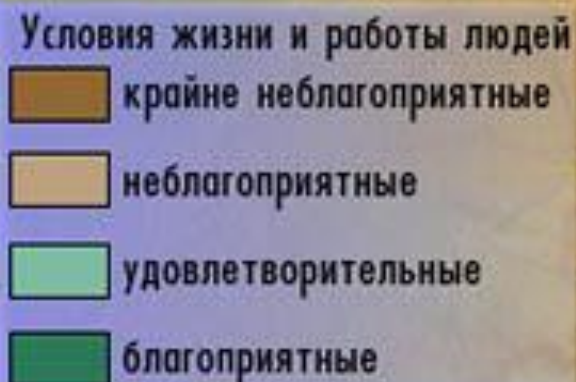 Условия жизни и работы людей
крайне неблагоприятные
неблагоприятные
удовлетворительные
благоприятные